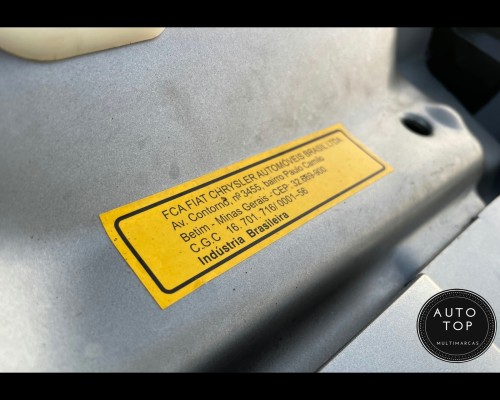 FCA FIAT CHRYSLER AUTOMÓVEIS BRASIL LTDA.
Av. Contorno, nº 3455, bairro Paulo Camilo
Betim - Minas Gerais - CEP - 32.669-900
C.G.C 16. 701. 716/ 0001-56
Indústria Brasileira
AUTO
TOP
MULTIMARCAS